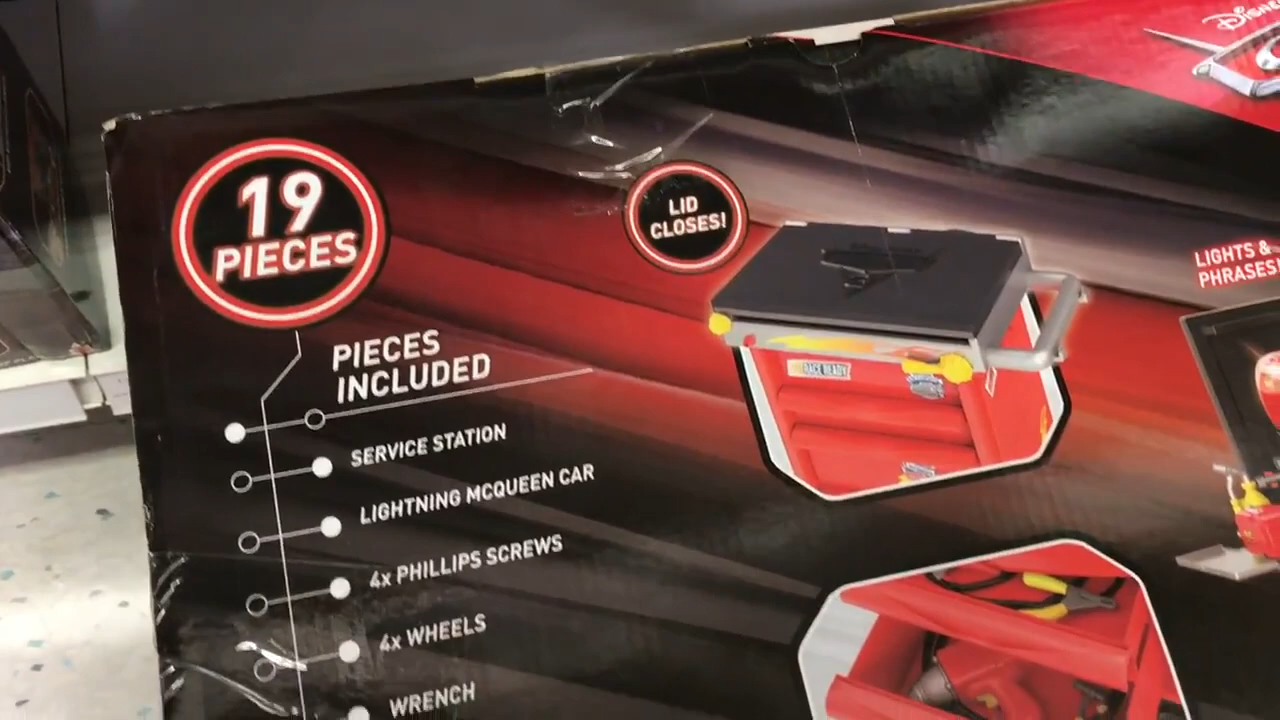 Disney
19
PIECES
LID
CLOSES!
LIGHTS &
PHRASES!
PIECES
INCLUDED
RACE READY
SERVICE STATION
LIGHTNING MCQUEEN CAR
4x PHILLIPS SCREWS
4x WHEELS
WRENCH